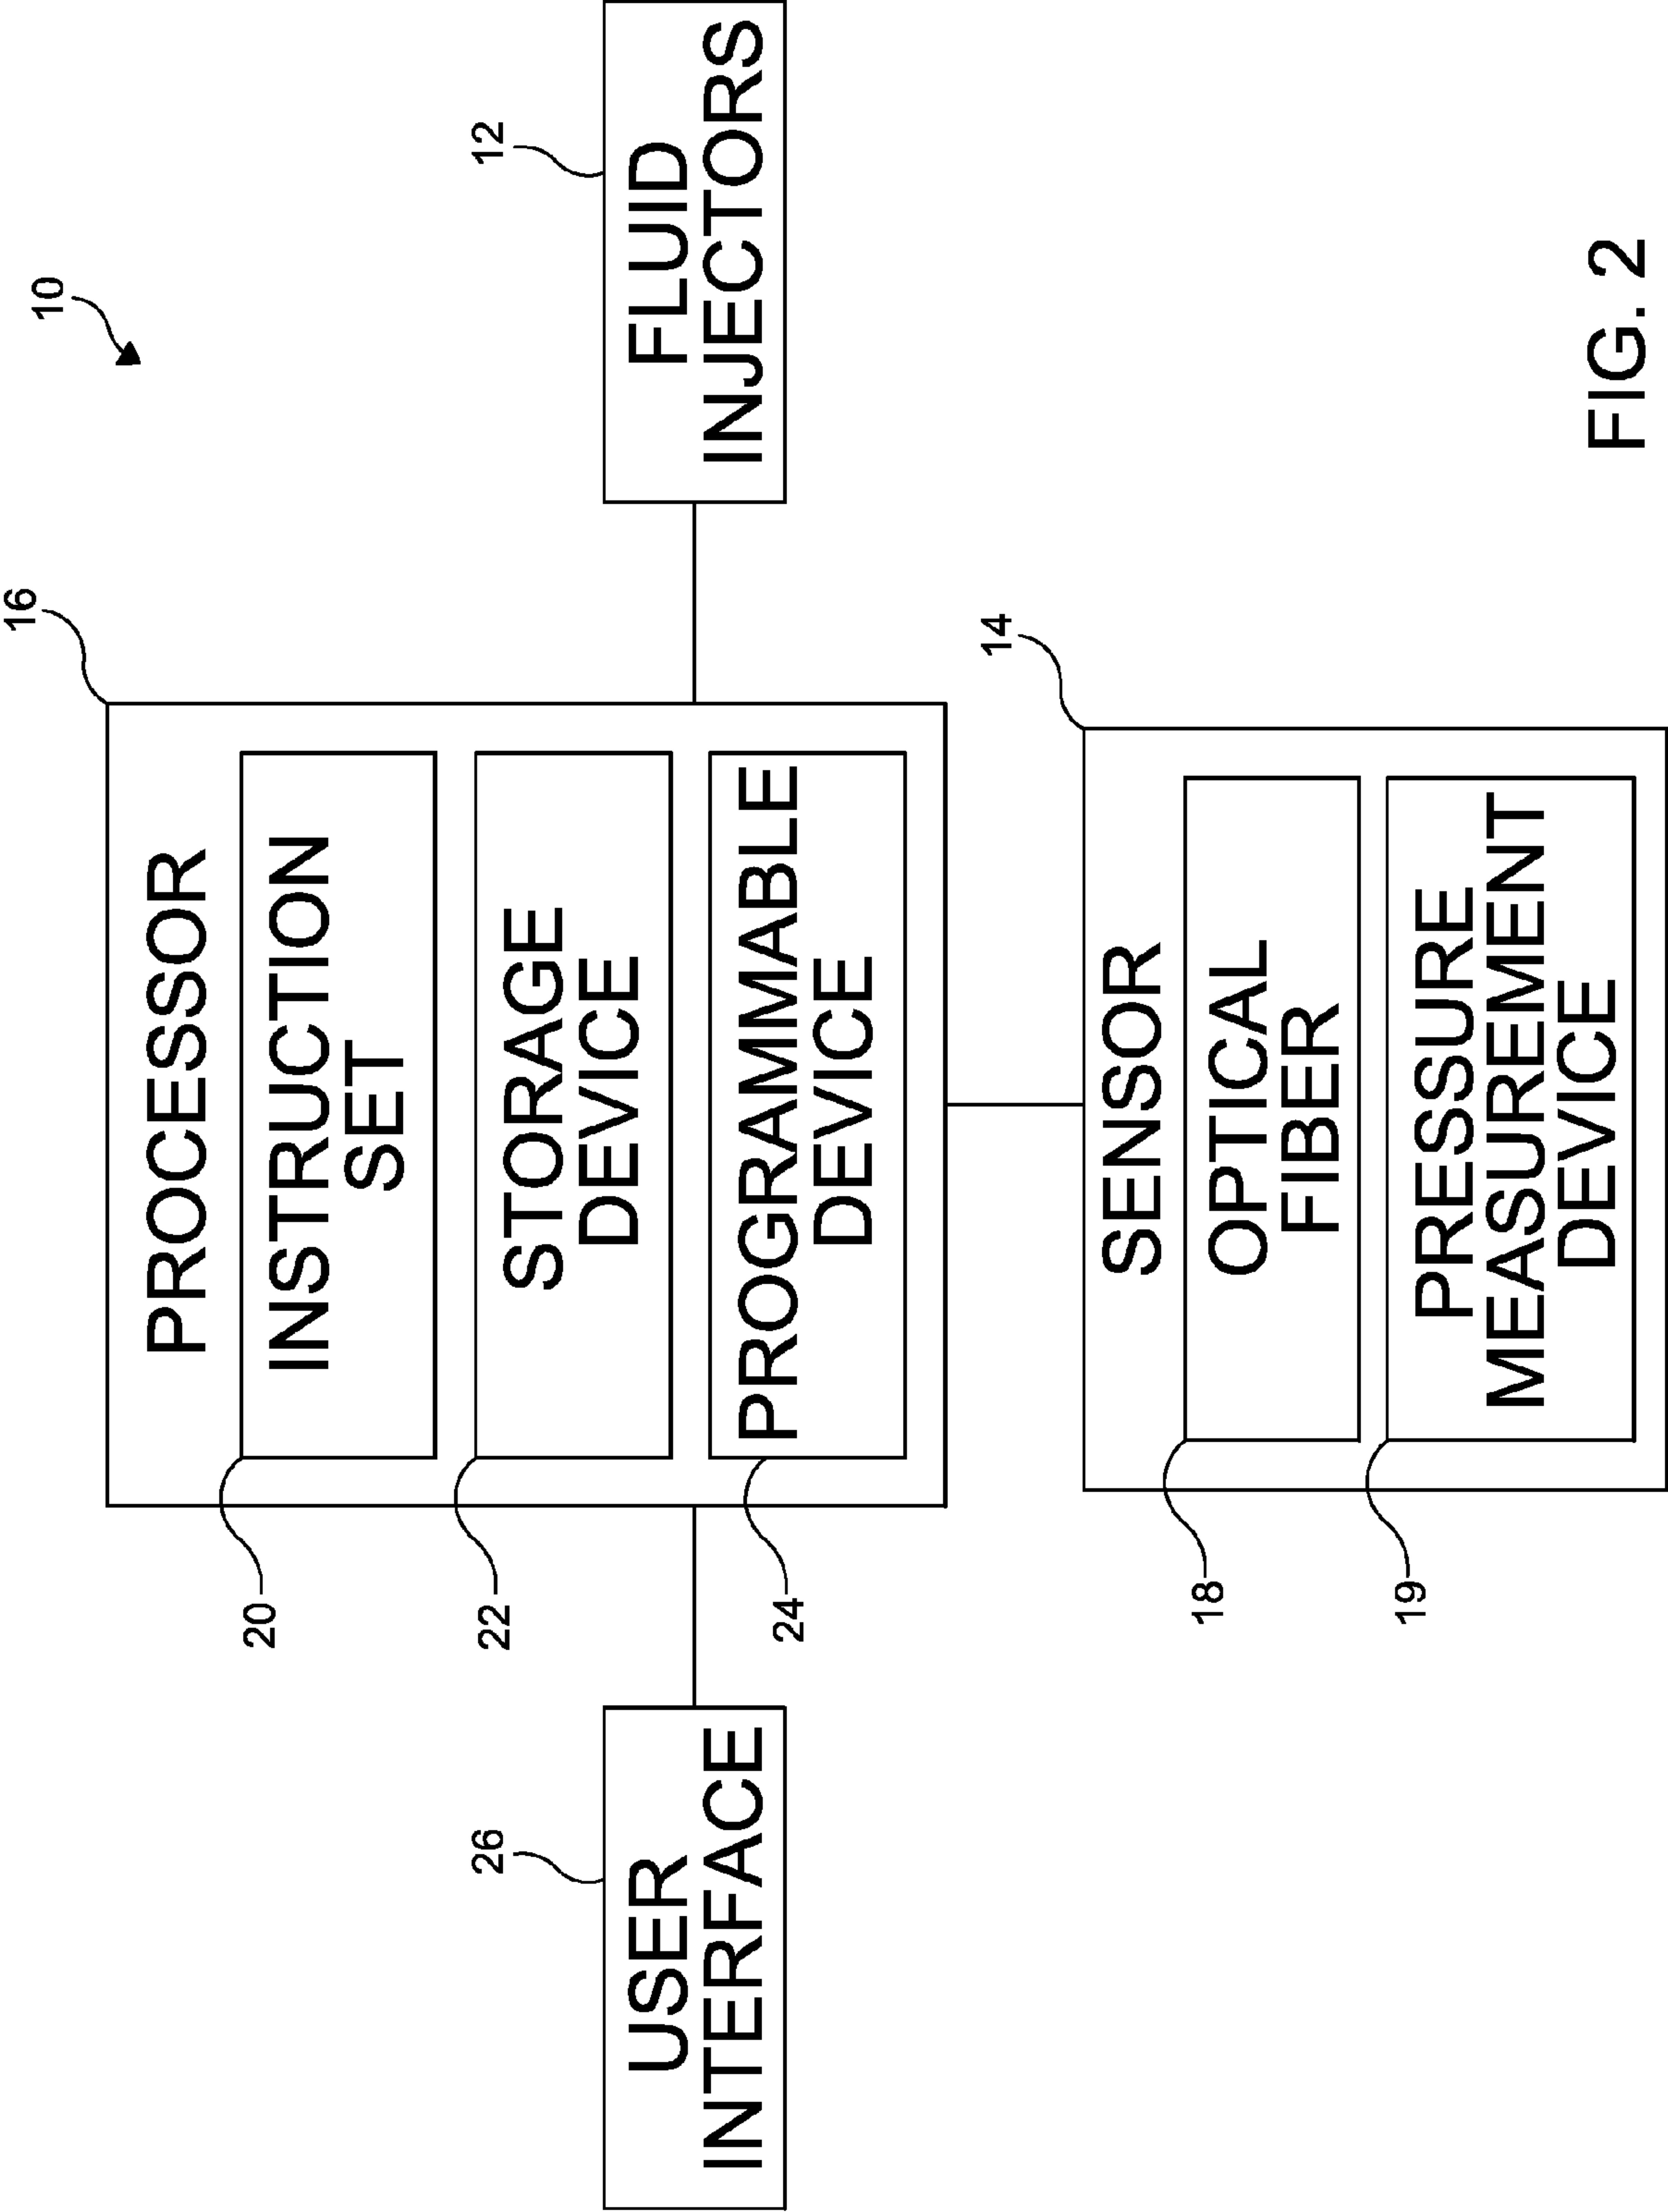 10
16
PROCESSOR
20
INSTRUCTION
SET
22
STORAGE
DEVICE
24
PROGRAMMABLE
DEVICE
26
USER
INTERFACE
12
FLUID
INJECTORS
14
SENSOR
18
OPTICAL
FIBER
19
PRESSURE
MEASUREMENT
DEVICE
FIG. 2